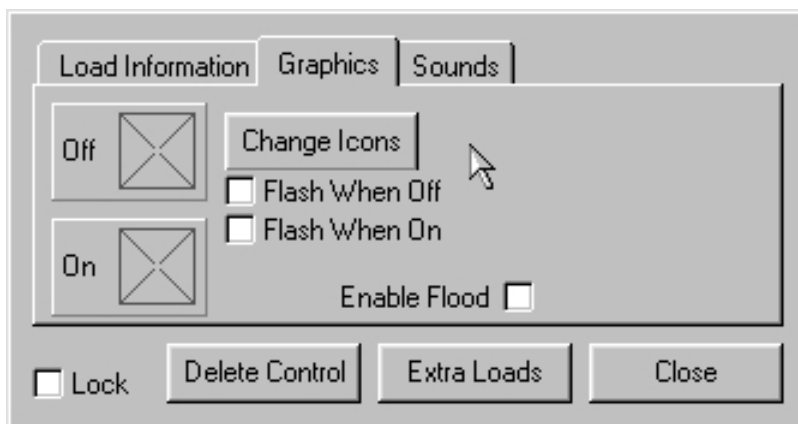 Load Information Graphics Sounds
Off
Change Icons
Flash When Off
Flash When On
On
Enable Flood
Lock Delete Control Extra Loads Close